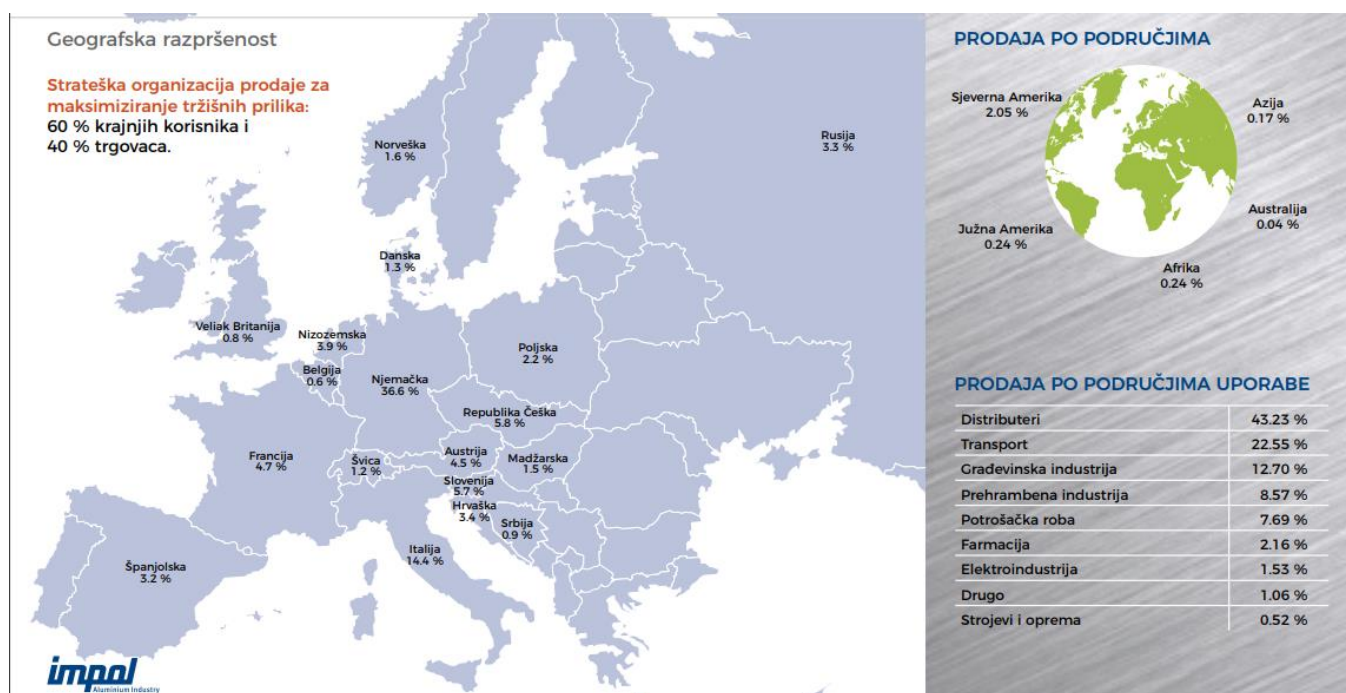 Geografska razpršenost
Strateška organizacija prodaje za
maksimiziranje tržišnih prilika:
60 % krajnjih korisnika i
40 % trgovaca.
Norveška
1.6 %
Rusija
3.3 %
Danska
1.3 %
Veliak Britanija
0.8 %
Nizozemska
3.9 %
Belgija
0.6 %
Njemačka
36.6 %
Poljska
2.2 %
Republika Češka
5.8 %
Francija
4.7 %
Švica
1.2 %
Austrija
4.5 %
Madžarska
1.5 %
Slovenija
5.7 %
Hrvaška
3.4 %
Srbija
0.9 %
Italija
14.4 %
Španjolska
3.2 %
impol
Aluminium Industry
PRODAJA PO PODRUČJIMA
Sjeverna Amerika
2.05 %
Azija
0.17 %
Australija
0.04 %
Južna Amerika
0.24 %
Afrika
0.24 %
PRODAJA PO PODRUČJIMA UPORABE
Distributeri 43.23 %
Transport 22.55 %
Građevinska industrija 12.70 %
Prehrambena industrija 8.57 %
Potrošačka roba 7.69 %
Farmacija 2.16 %
Elektroindustrija 1.53 %
Drugo 1.06 %
Strojevi i oprema 0.52 %